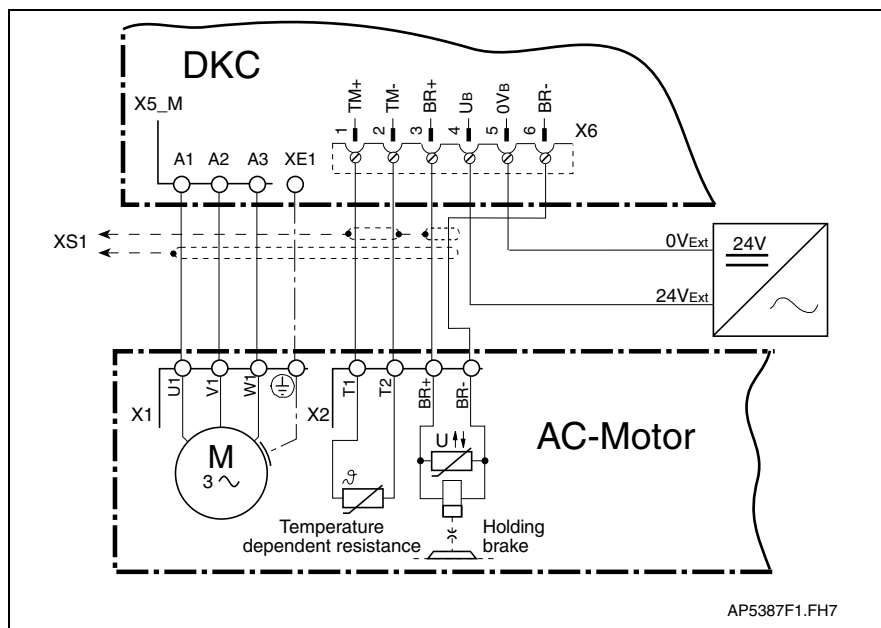 DKC
X5_M
A1 A2 A3 XE1
TM+ TM- BR+ UB 0VB BR-
1 2 3 4 5 6
X6
XS1
0VExt
24V
24VExt
U1 V1 W1
T1 T2 BR+ BR-
X1
X2
AC-Motor
M
3
U
ϑ
Temperature
dependent resistance
Holding
brake
AP5387F1.FH7